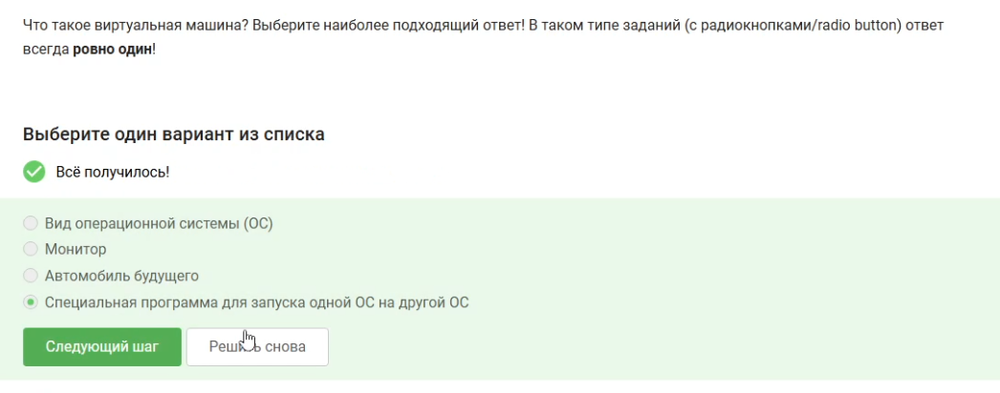 Что такое виртуальная машина? Выберите наиболее подходящий ответ! В таком типе заданий (с радиокнопками/radio button) ответ
всегда ровно один!
Выберите один вариант из списка
Всё получилось!
Вид операционной системы (ОС)
Монитор
Автомобиль будущего
Специальная программа для запуска одной ОС на другой ОС
Следующий шаг
Решить снова